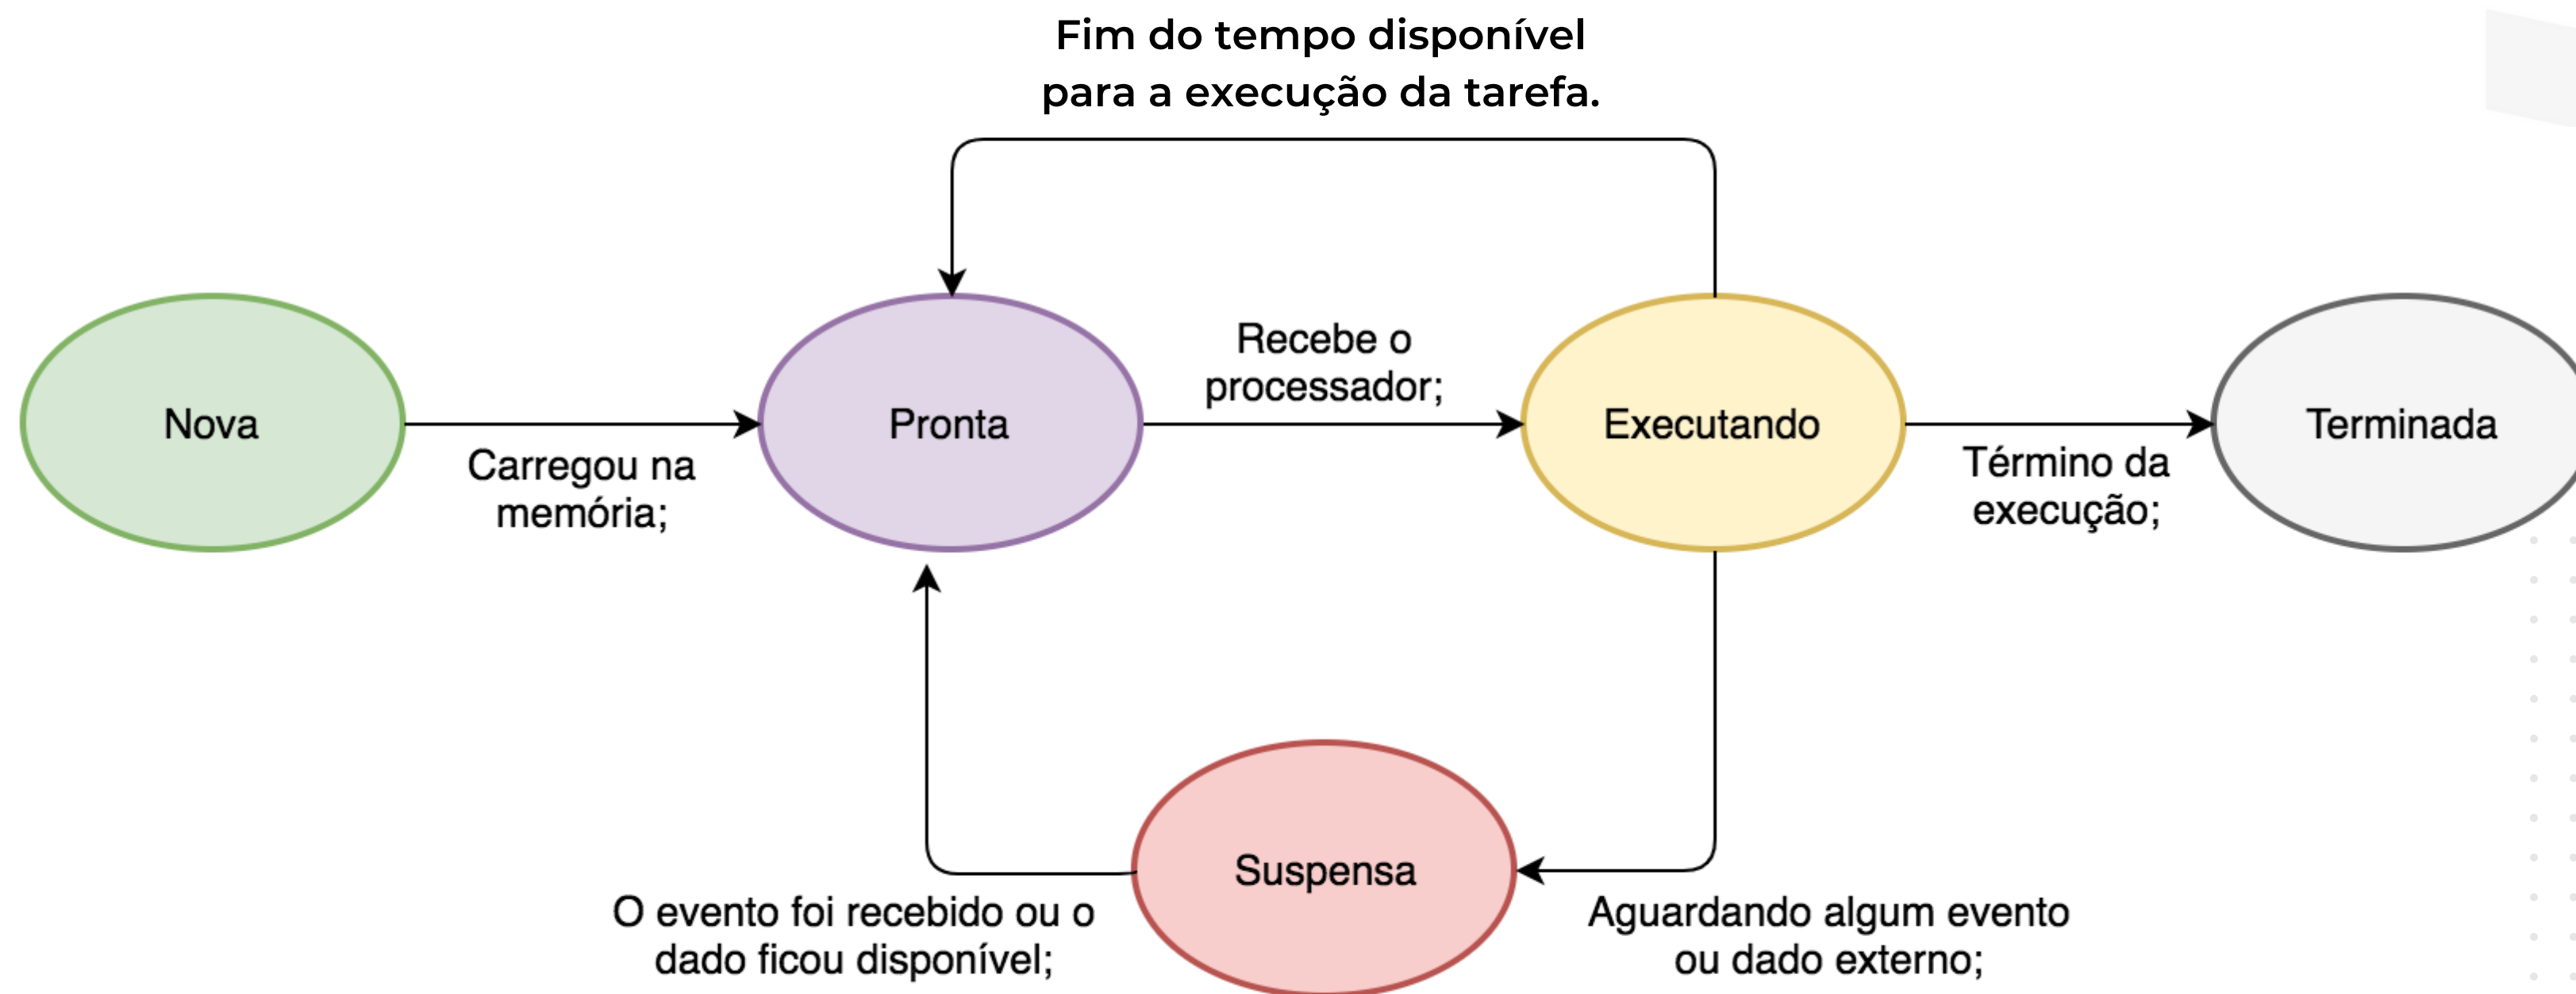 Fim do tempo disponível
para a execução da tarefa.
Nova
Carregou na
memória;
Pronta
Recebe o
processador;
Executando
Término da
execução;
Terminada
O evento foi recebido ou o
dado ficou disponível;
Suspensa
Aguardando algum evento
ou dado externo;